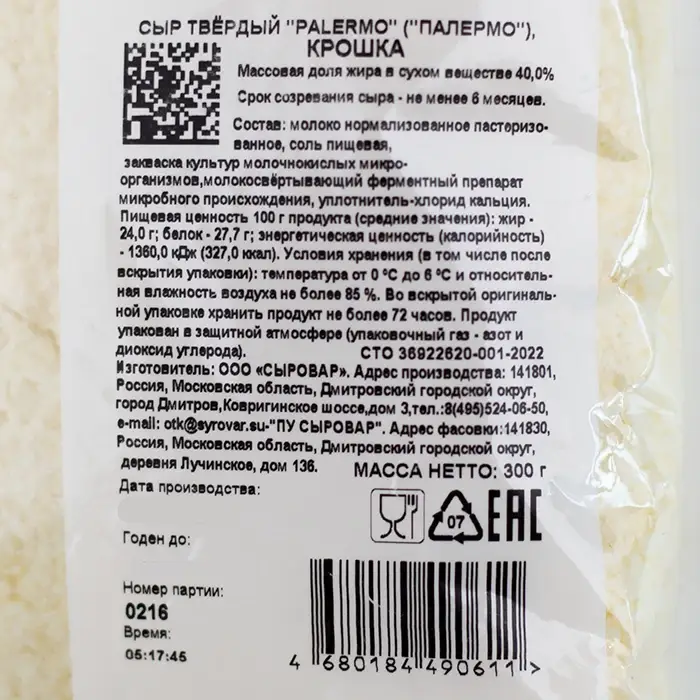 СЫР ТВЁРДЫЙ "PALERMO" ("ПАЛЕРМО"),
КРОШКА
Массовая доля жира в сухом веществе 40,0%
Срок созревания сыра - не менее 6 месяцев.
Состав: молоко нормализованное пастеризо-
ванное, соль пищевая,
закваска культур молочнокислых микро-
организмов,молокосвёртывающий ферментный препарат
микробного происхождения, уплотнитель-хлорид кальция.
Пищевая ценность 100 г продукта (средние значения): жир -
24,0 г; белок - 27,7 г; энергетическая ценность (калорийность)
- 1360,0 кДж (327,0 ккал). Условия хранения (в том числе после
вскрытия упаковки): температура от 0 °С до 6 °С и относитель-
ная влажность воздуха не более 85 %. Во вскрытой оригиналь-
ной упаковке хранить продукт не более 72 часов. Продукт
упакован в защитной атмосфере (упаковочный газ - азот и
диоксид углерода). СТО 36922620-001-2022
Изготовитель: ООО «СЫРОВАР». Адрес производства: 141801,
Россия, Московская область, Дмитровский городской округ,
город Дмитров,Ковригинское шоссе,дом 3,тел.:8(495)524-06-50,
e-mail: otk@syrovar.su-"ПУ СЫРОВАР". Адрес фасовки:141830,
Россия, Московская область, Дмитровский городской округ,
деревня Лучинское, дом 136. МАССА НЕТТО: 300 г
Дата производства:
07 EAC
Годен до:
Номер партии:
0216
Время:
05:17:45
4 680184 490611 >